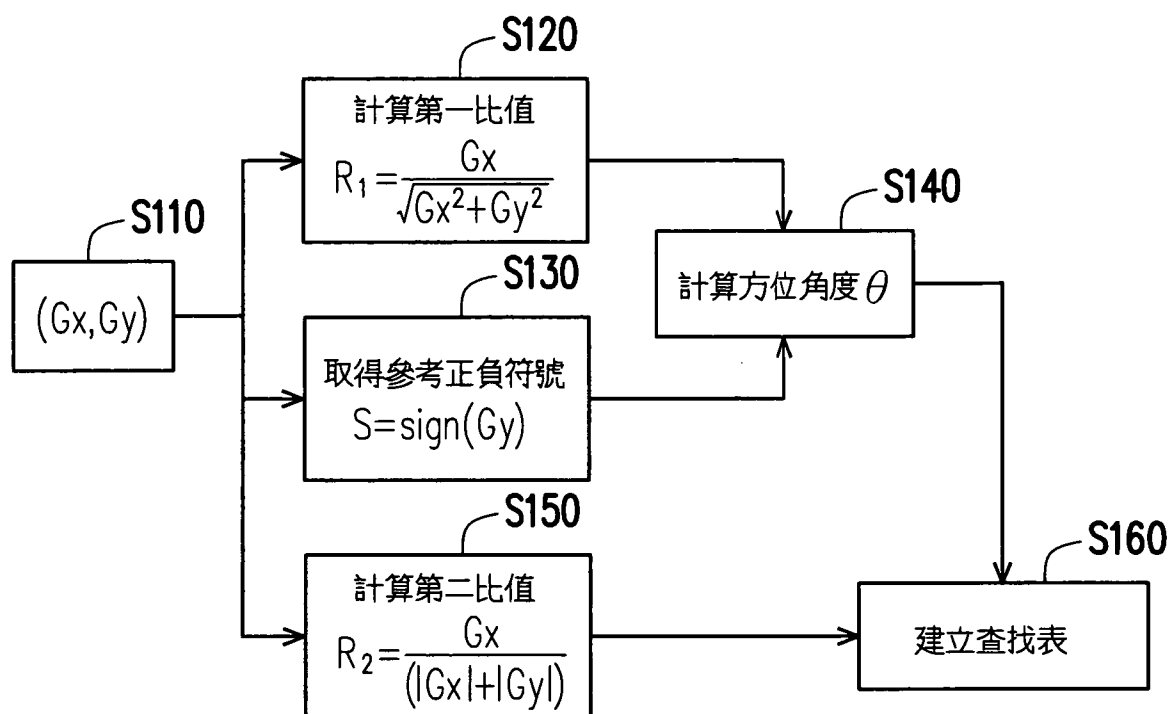 S110
(Gx,Gy)
S120
計算第一比值
R₁=Gx/√Gx²+Gy²
S130
取得參考正負符號
S=sign(Gy)
S140
計算方位角度θ
S150
計算第二比值
R₂=Gx/(|Gx|+|Gy|)
S160
建立查找表